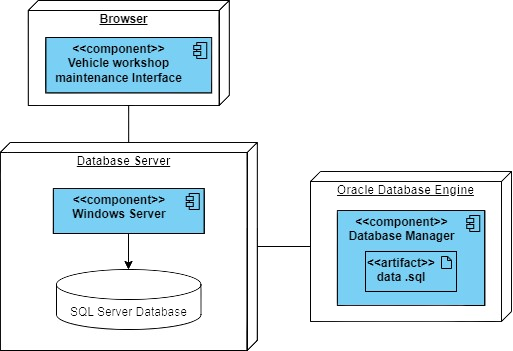 Browser
<<component>>
Vehicle workshop
maintenance Interface
Database Server
<<component>>
Windows Server
SQL Server Database
Oracle Database Engine
<<component>>
Database Manager
<<artifact>>
data .sql